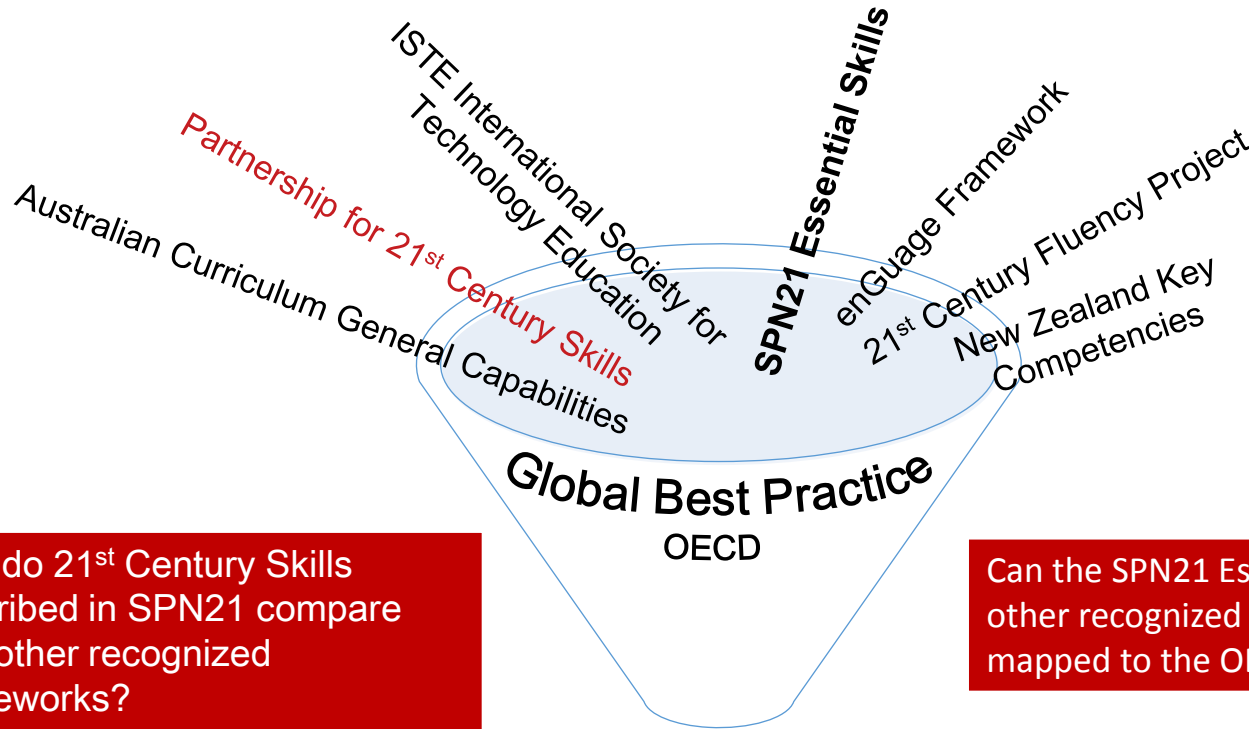 Australian Curriculum General Capabilities
Partnership for 21st Century Skills
ISTE International Society for
Technology Education
SPN21 Essential Skills
enGuage Framework
21st Century Fluency Project
New Zealand Key
Competencies
Global Best Practice
OECD
do 21st Century Skills
ribed in SPN21 compare
other recognized
eworks?
Can the SPN21 Es
other recognized
mapped to the O